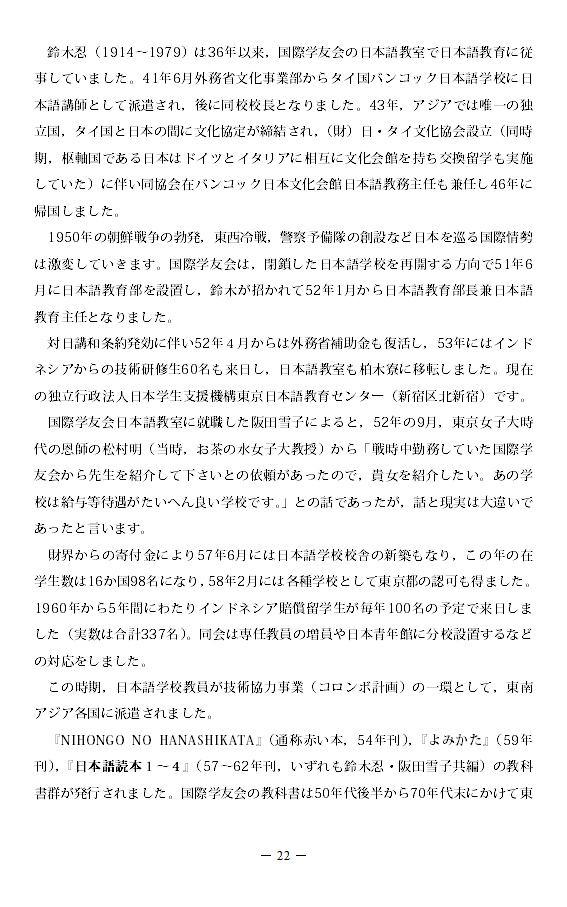 鈴木忍（1914～1979）は36年以来，国際学友会の日本語教室で日本語教育に従
事していました。41年6月外務省文化事業部からタイ国バンコック日本語学校に日
本語講師として派遣され，後に同校校長となりました。43年，アジアでは唯一の独
立国，タイ国と日本の間に文化協定が締結され，（財）日・タイ文化協会設立（同時
期，枢軸国である日本はドイツとイタリアに相互に文化会館を持ち交換留学も実施
していた）に伴い同協会在バンコック日本文化会館日本語教務主任も兼任し46年に
帰国しました。
1950年の朝鮮戦争の勃発，東西冷戦，警察予備隊の創設など日本を巡る国際情勢
は激変していきます。国際学友会は，閉鎖した日本語学校を再開する方向で51年6
月に日本語教育部を設置し，鈴木が招かれて52年1月から日本語教育部長兼日本語
教育主任となりました。
対日講和条約発効に伴い52年４月からは外務省補助金も復活し，53年にはインド
ネシアからの技術研修生60名も来日し，日本語教室も柏木寮に移転しました。現在
の独立行政法人日本学生支援機構東京日本語教育センター（新宿区北新宿）です。
国際学友会日本語教室に就職した阪田雪子によると，52年の9月，東京女子大時
代の恩師の松村明（当時，お茶の水女子大教授）から「戦時中勤務していた国際学
友会から先生を紹介して下さいとの依頼があったので，貴女を紹介したい。あの学
校は給与等待遇がたいへん良い学校です。」との話であったが，話と現実は大違いで
あったと言います。
財界からの寄付金により57年6月には日本語学校校舎の新築もなり，この年の在
学生数は16か国98名になり，58年2月には各種学校として東京都の認可も得ました。
1960年から5年間にわたりインドネシア賠償留学生が毎年100名の予定で来日しま
した（実数は合計337名）。同会は専任教員の増員や日本青年館に分校設置するなど
の対応をしました。
この時期，日本語学校教員が技術協力事業（コロンボ計画）の一環として，東南
アジア各国に派遣されました。
『NIHONGO NO HANASHIKATA』（通称赤い本，54年刊），『よみかた』（59年
刊），『日本語読本１～４』（57～62年刊，いずれも鈴木忍・阪田雪子共編）の教科
書群が発行されました。国際学友会の教科書は50年代後半から70年代末にかけて東
― 22 ―